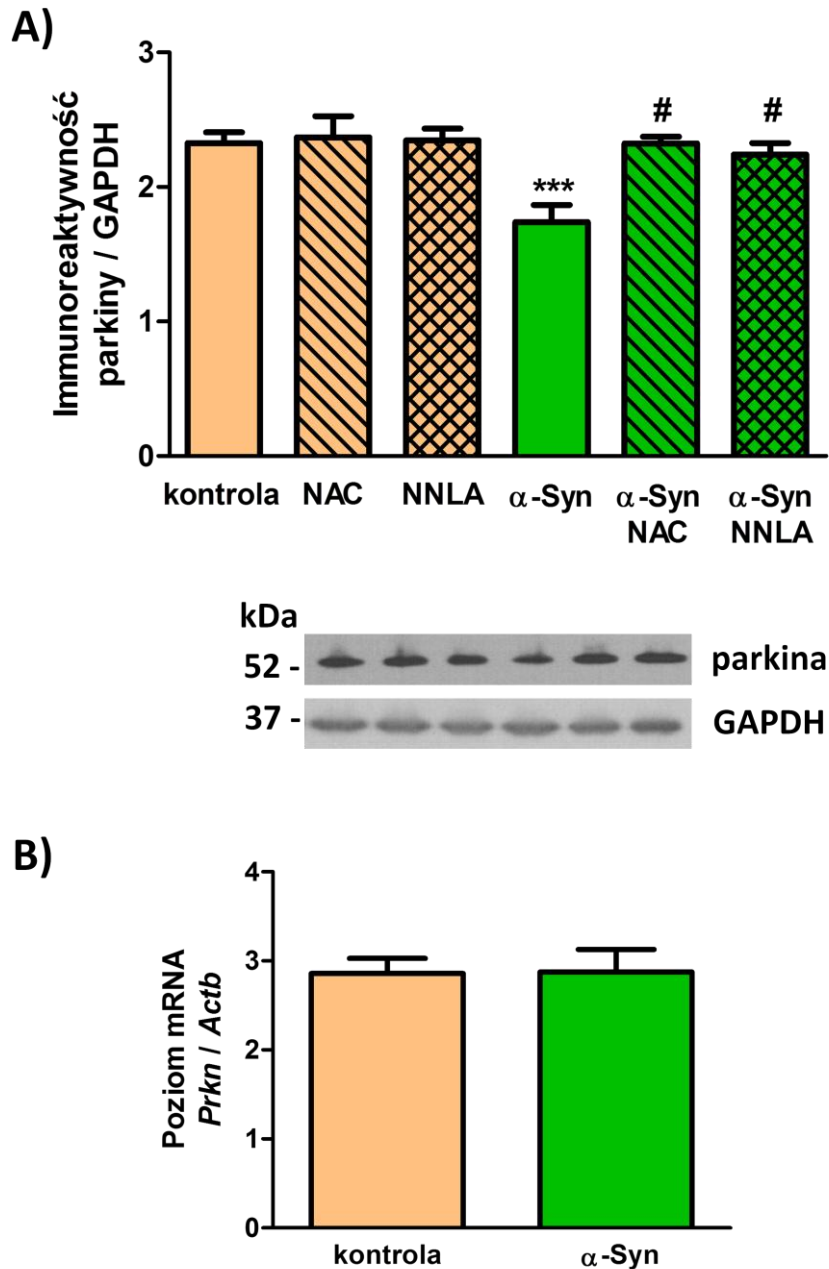 A)
Immunoreaktywność
parkiny / GAPDH
3
2
1
0
***
#
#
kontrola NAC NNLA α-Syn α-Syn α-Syn
NAC NNLA
kDa
52 - parkina
37 - GAPDH
B)
Poziom mRNA
Prkn / Actb
4
3
2
1
0
kontrola α-Syn